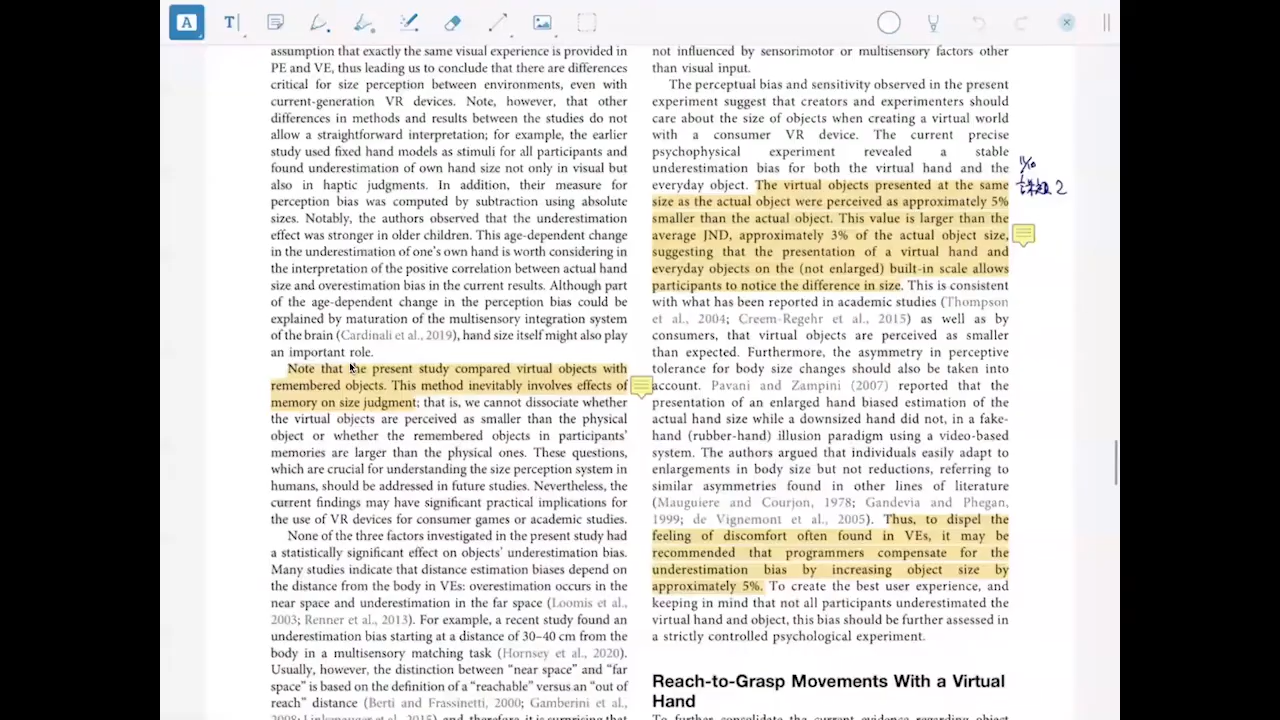 A
T
assumption that exactly the same visual experience is provided in
PE and VE, thus leading us to conclude that there are differences
critical for size perception between environments, even with
current-generation VR devices. Note, however, that other
differences in methods and results between the studies do not
allow a straightforward interpretation; for example, the earlier
study used fixed hand models as stimuli for all participants and
found underestimation of own hand size not only in visual but
also in haptic judgments. In addition, their measure for
perception bias was computed by subtraction using absolute
sizes. Notably, the authors observed that the underestimation
effect was stronger in older children. This age-dependent change
in the underestimation of one's own hand is worth considering in
the interpretation of the positive correlation between actual hand
size and overestimation bias in the current results. Although part
of the age-dependent change in the perception bias could be
explained by maturation of the multisensory integration system
of the brain (Cardinali et al., 2019), hand size itself might also play
an important role.
Note that the present study compared virtual objects with
remembered objects. This method inevitably involves effects of
memory on size judgment; that is, we cannot dissociate whether
the virtual objects are perceived as smaller than the physical
object or whether the remembered objects in participants'
memories are larger than the physical ones. These questions,
which are crucial for understanding the size perception system in
humans, should be addressed in future studies. Nevertheless, the
current findings may have significant practical implications for
the use of VR devices for consumer games or academic studies.
None of the three factors investigated in the present study had
a statistically significant effect on objects' underestimation bias.
Many studies indicate that distance estimation biases depend on
the distance from the body in VEs: overestimation occurs in the
near space and underestimation in the far space (Loomis et al.,
2003; Renner et al., 2013). For example, a recent study found an
underestimation bias starting at a distance of 30–40 cm from the
body in a multisensory matching task (Hornsey et al., 2020).
Usually, however, the distinction between "near space" and "far
space" is based on the definition of a "reachable" versus an "out of
reach" distance (Berti and Frassinetti, 2000; Gamberini et al.,
not influenced by sensorimotor or multisensory factors other
than visual input.
The perceptual bias and sensitivity observed in the present
experiment suggest that creators and experimenters should
care about the size of objects when creating a virtual world
with a consumer VR device. The current precise
psychophysical experiment revealed a stable
underestimation bias for both the virtual hand and the
everyday object. The virtual objects presented at the same
size as the actual object were perceived as approximately 5%
smaller than the actual object. This value is larger than the
average JND, approximately 3% of the actual object size,
suggesting that the presentation of a virtual hand and
everyday objects on the (not enlarged) built-in scale allows
participants to notice the difference in size. This is consistent
with what has been reported in academic studies (Thompson
et al., 2004; Creem-Regehr et al., 2015) as well as by
consumers, that virtual objects are perceived as smaller
than expected. Furthermore, the asymmetry in perceptive
tolerance for body size changes should also be taken into
account. Pavani and Zampini (2007) reported that the
presentation of an enlarged hand biased estimation of the
actual hand size while a downsized hand did not, in a fake-
hand (rubber-hand) illusion paradigm using a video-based
system. The authors argued that individuals easily adapt to
enlargements in body size but not reductions, referring to
similar asymmetries found in other lines of literature
(Mauguiere and Courjon, 1978; Gandevia and Phegan,
1999; de Vignemont et al., 2005). Thus, to dispel the
feeling of discomfort often found in VEs, it may be
recommended that programmers compensate for the
underestimation bias by increasing object size by
approximately 5%. To create the best user experience, and
keeping in mind that not all participants underestimated the
virtual hand and object, this bias should be further assessed in
a strictly controlled psychological experiment.
Reach-to-Grasp Movements With a Virtual
Hand
To further consolidate the current evidence regarding object
課題2